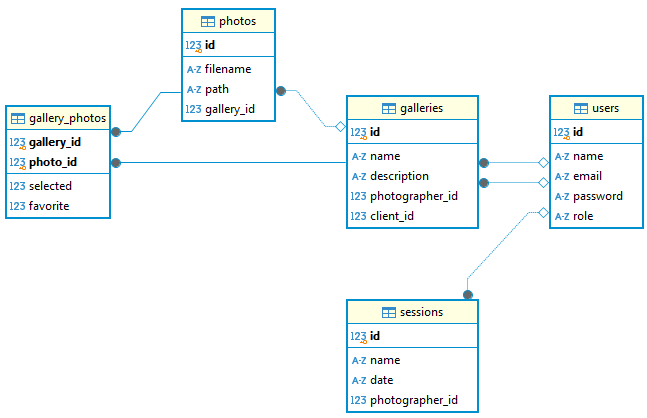 photos
123 id
A-Z filename
A-Z path
123 gallery_id
gallery_photos
123 gallery_id
123 photo_id
123 selected
123 favorite
galleries
123 id
A-Z name
A-Z description
123 photographer_id
123 client_id
users
123 id
A-Z name
A-Z email
A-Z password
A-Z role
sessions
123 id
A-Z name
A-Z date
123 photographer_id